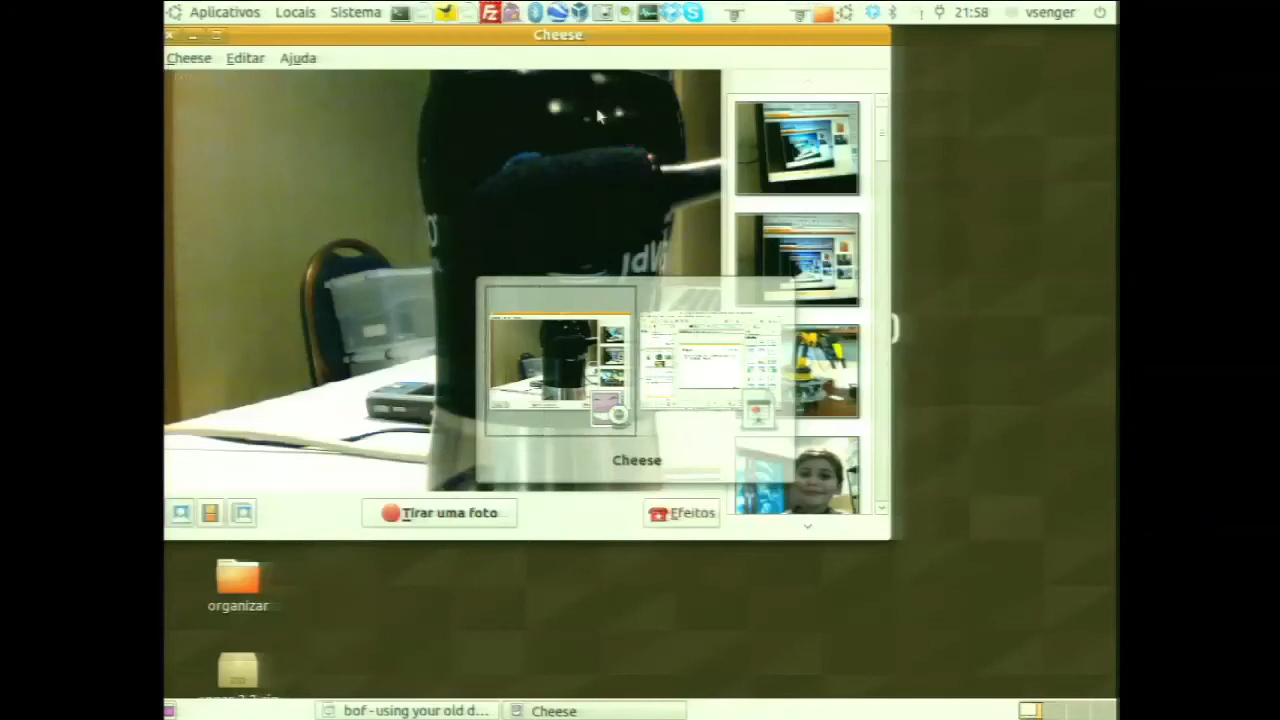 Aplicativos Locais Sistema 21:58 vsenger
Cheese
Cheese Editar Ajuda
Cheese
Tirar uma foto Efeitos
organizar
bof - using your old d... Cheese